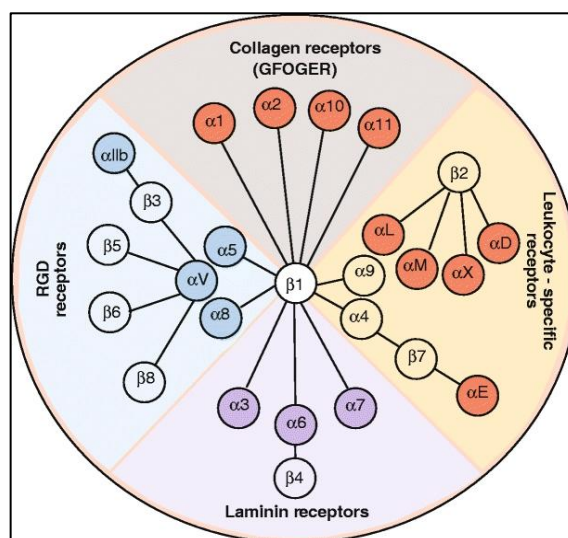 Collagen receptors
(GFOGER)
α1
α2
α10
α11
αIIb
β3
β5
αV
β6
β8
α5
α8
RGD
receptors
β1
β2
αL
αM
αX
αD
α9
α4
β7
αE
Leukocyte - specific
receptors
α3
α6
α7
β4
Laminin receptors